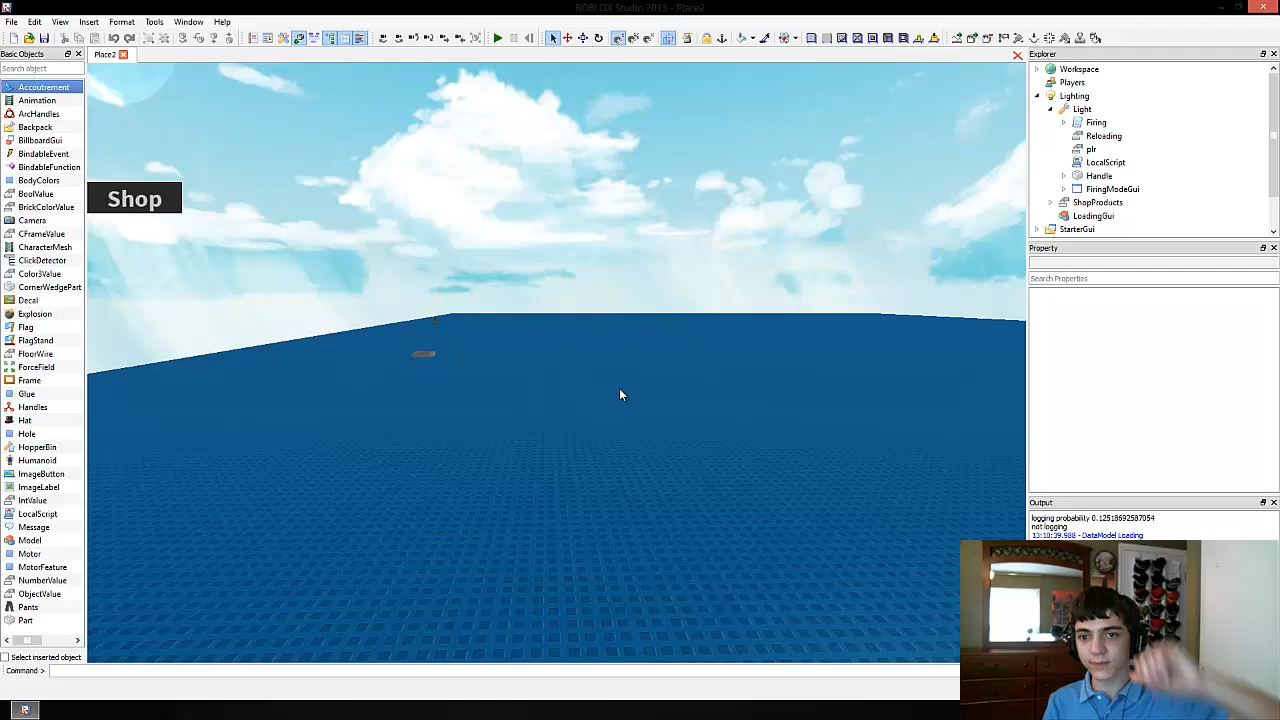 ROBLOX Studio 2013 - Place2
File Edit View Insert Format Tools Window Help
Basic Objects
Search object
Accoutrement
Animation
ArcHandles
Backpack
BillboardGui
BindableEvent
BindableFunction
BodyColors
BoolValue
BrickColorValue
Camera
CFrameValue
CharacterMesh
ClickDetector
Color3Value
CornerWedgePart
Decal
Explosion
Flag
FlagStand
FloorWire
ForceField
Frame
Glue
Handles
Hat
Hole
HopperBin
Humanoid
ImageButton
ImageLabel
IntValue
LocalScript
Message
Model
Motor
MotorFeature
NumberValue
ObjectValue
Pants
Part
Select inserted object
Command >
Place2
Shop
Explorer
Workspace
Players
Lighting
Light
Firing
Reloading
plr
LocalScript
Handle
FiringModeGui
ShopProducts
LoadingGui
StarterGui
Property
Search Properties
Output
logging probability 0.12518692587054
not logging
13:10:39.988 - DataModel Loading